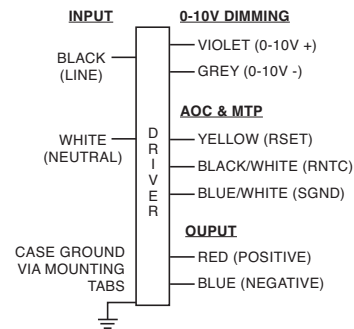 INPUT
BLACK
(LINE)
WHITE
(NEUTRAL)
CASE GROUND
VIA MOUNTING
TABS
DRIVER
0-10V DIMMING
VIOLET (0-10V +)
GREY (0-10V -)
AOC & MTP
YELLOW (RSET)
BLACK/WHITE (RNTC)
BLUE/WHITE (SGND)
OUPUT
RED (POSITIVE)
BLUE (NEGATIVE)